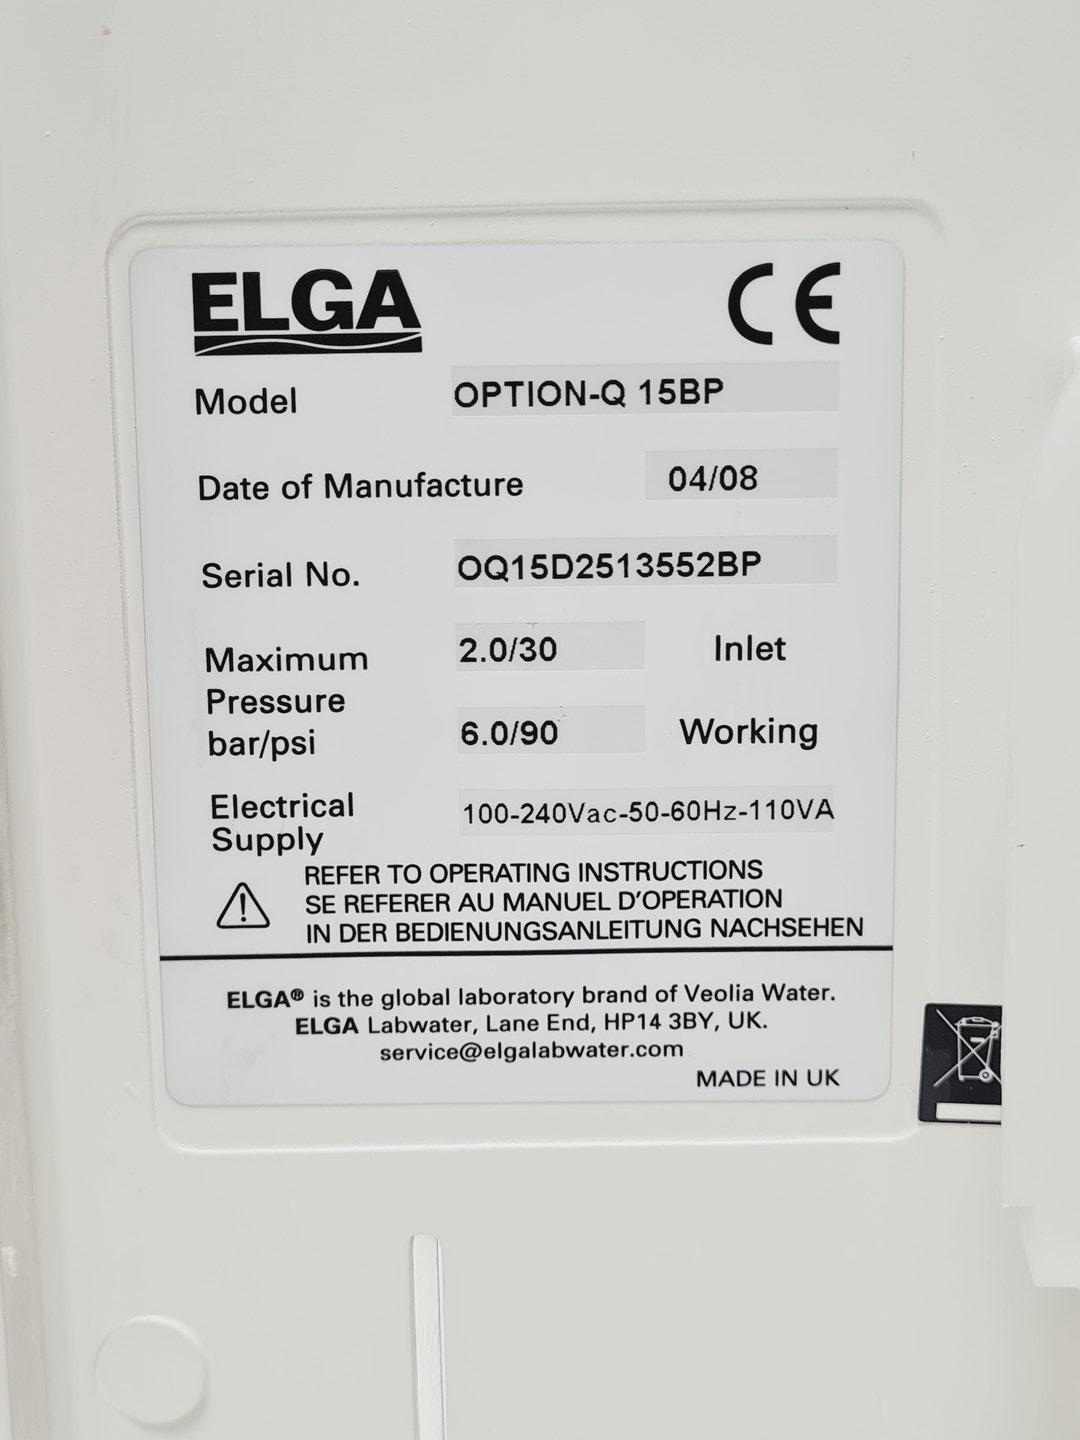 ELGA CE
Model OPTION-Q 15BP
Date of Manufacture 04/08
Serial No. OQ15D2513552BP
Maximum 2.0/30 Inlet
Pressure
bar/psi 6.0/90 Working
Electrical 100-240Vac-50-60Hz-110VA
Supply
REFER TO OPERATING INSTRUCTIONS
SE REFERER AU MANUEL D'OPERATION
IN DER BEDIENUNGSANLEITUNG NACHSEHEN
ELGA® is the global laboratory brand of Veolia Water.
ELGA Labwater, Lane End, HP14 3BY, UK.
service@elgalabwater.com
MADE IN UK